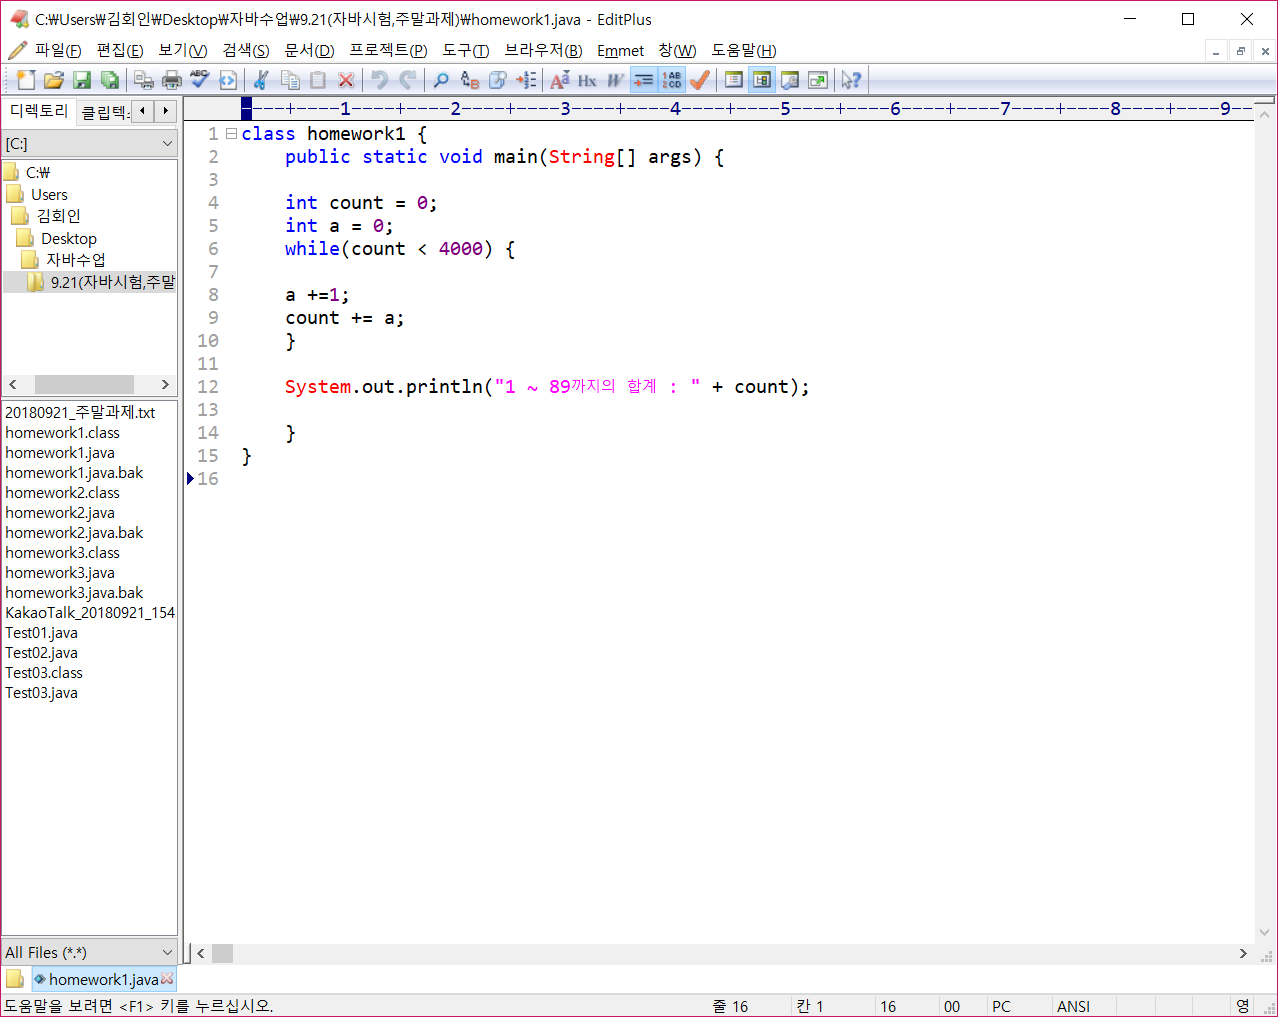 C:\Users\김회인\Desktop\자바수업\9.21(자바시험,주말과제)\homework1.java - EditPlus
파일(F) 편집(E) 보기(V) 검색(S) 문서(D) 프로젝트(P) 도구(T) 브라우저(B) Emmet 창(W) 도움말(H)
디렉토리 클립텍
[C:]
C:\
Users
김회인
Desktop
자바수업
9.21(자바시험,주말
20180921_주말과제.txt
homework1.class
homework1.java
homework1.java.bak
homework2.class
homework2.java
homework2.java.bak
homework3.class
homework3.java
homework3.java.bak
KakaoTalk_20180921_154
Test01.java
Test02.java
Test03.class
Test03.java
All Files (*.*)
----+----1----+----2----+----3----+----4----+----5----+----6----+----7----+----8----+----9--
1 class homework1 {
2 public static void main(String[] args) {
3
4 int count = 0;
5 int a = 0;
6 while(count < 4000) {
7
8 a +=1;
9 count += a;
10 }
11
12 System.out.println("1 ~ 89까지의 합계 : " + count);
13
14 }
15 }
16
homework1.java
도움말을 보려면 <F1> 키를 누르십시오. 줄 16 칸 1 16 00 PC ANSI 영